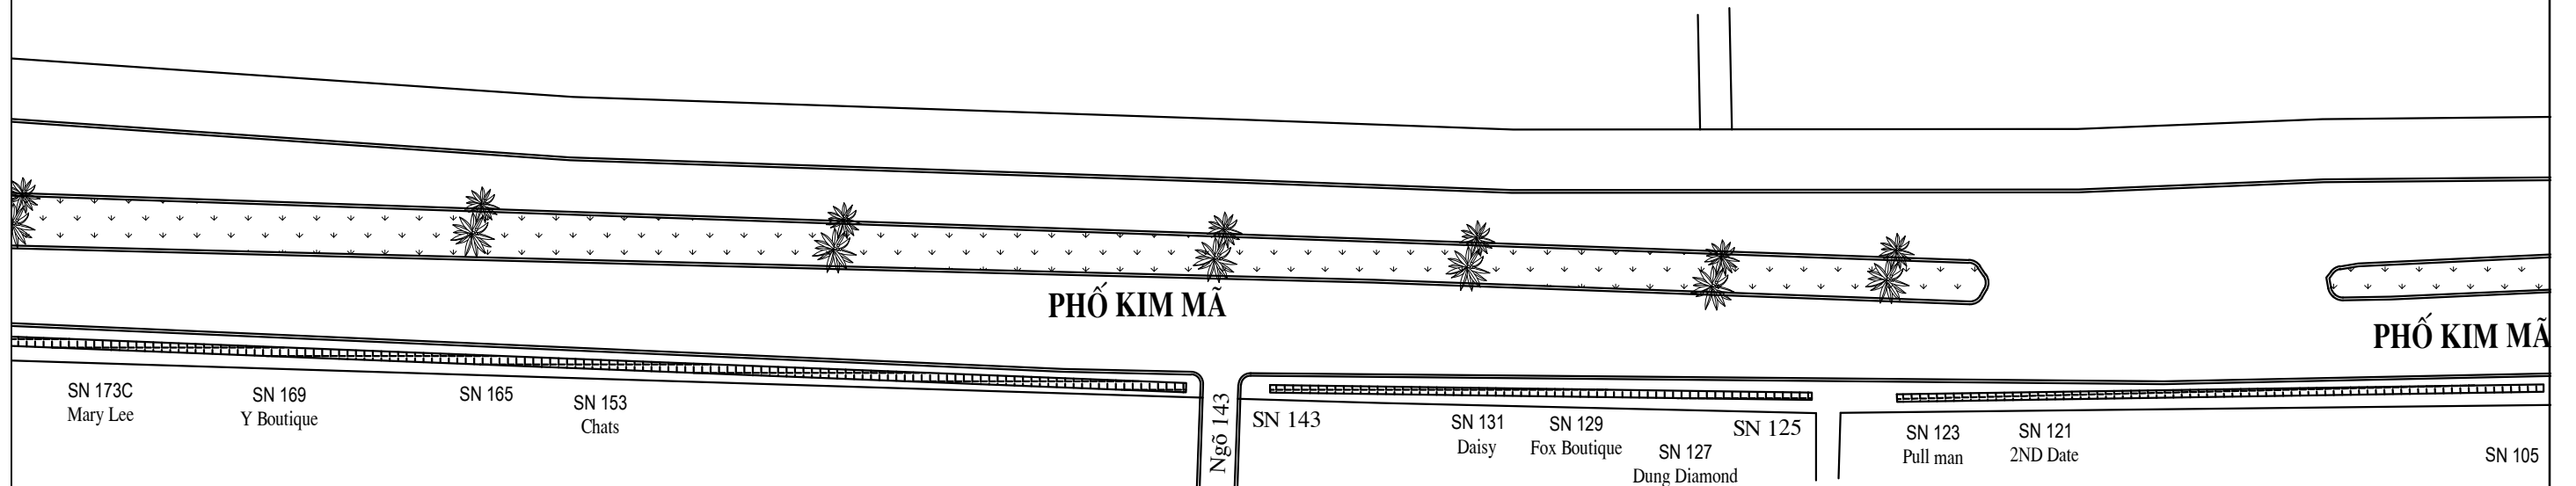 PHỐ KIM MÃ
PHỐ KIM MÃ
SN 173C
Mary Lee
SN 169
Y Boutique
SN 165
SN 153
Chats
Ngõ 143
SN 143
SN 131
Daisy
SN 129
Fox Boutique
SN 127
Dung Diamond
SN 125
SN 123
Pull man
SN 121
2ND Date
SN 105